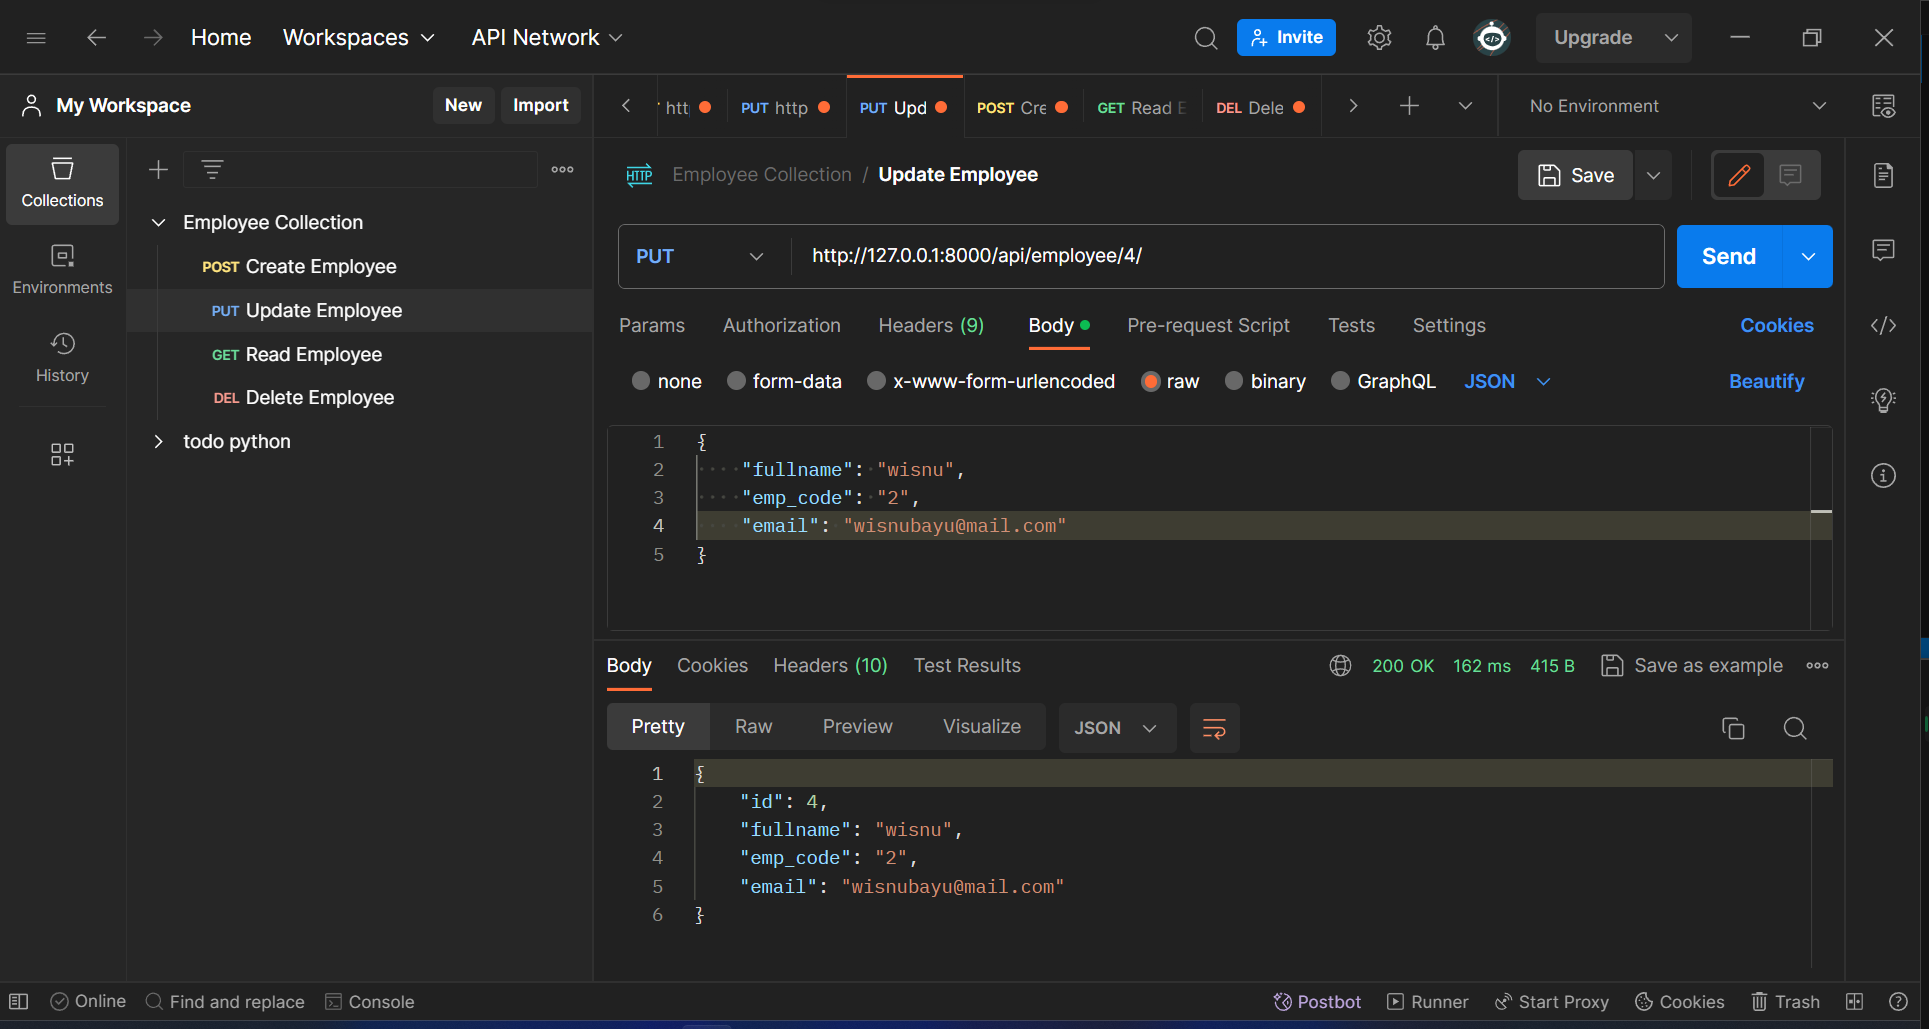 Home Workspaces API Network Invite Upgrade
My Workspace New Import
htt PUT http PUT Upd POST Cre GET Read E DEL Dele No Environment
Collections
Environments
History
Employee Collection
POST Create Employee
PUT Update Employee
GET Read Employee
DEL Delete Employee
todo python
HTTP Employee Collection / Update Employee Save
PUT http://127.0.0.1:8000/api/employee/4/ Send
Params Authorization Headers (9) Body Pre-request Script Tests Settings Cookies
none form-data x-www-form-urlencoded raw binary GraphQL JSON Beautify
1 {
2 "fullname": "wisnu",
3 "emp_code": "2",
4 "email": "wisnubayu@mail.com"
5 }
Body Cookies Headers (10) Test Results 200 OK 162 ms 415 B Save as example
Pretty Raw Preview Visualize JSON
1 {
2 "id": 4,
3 "fullname": "wisnu",
4 "emp_code": "2",
5 "email": "wisnubayu@mail.com"
6 }
Online Find and replace Console Postbot Runner Start Proxy Cookies Trash